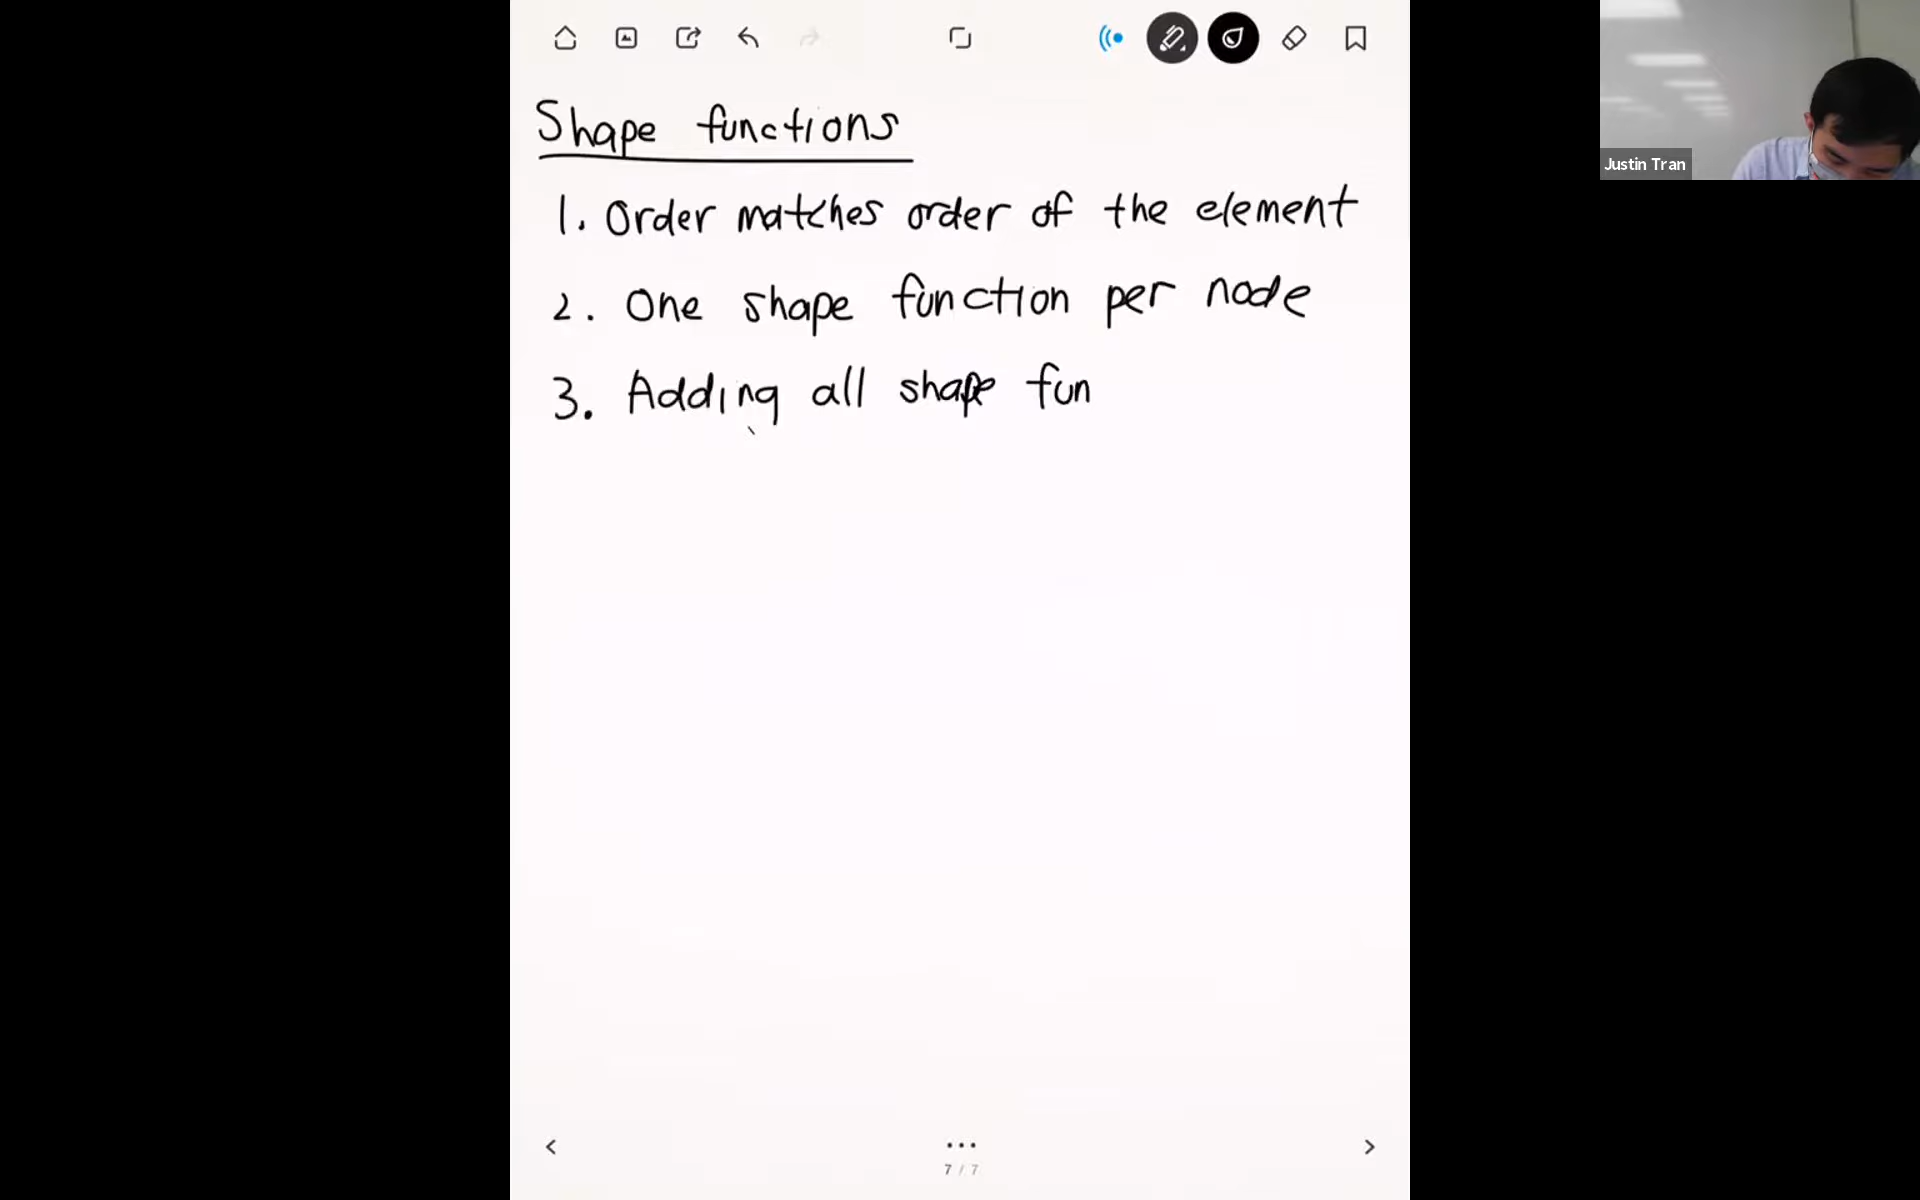 Shape functions
1. Order matches order of the element
2. One shape function per node
3. Adding all shape fun
7 / 7
Justin Tran